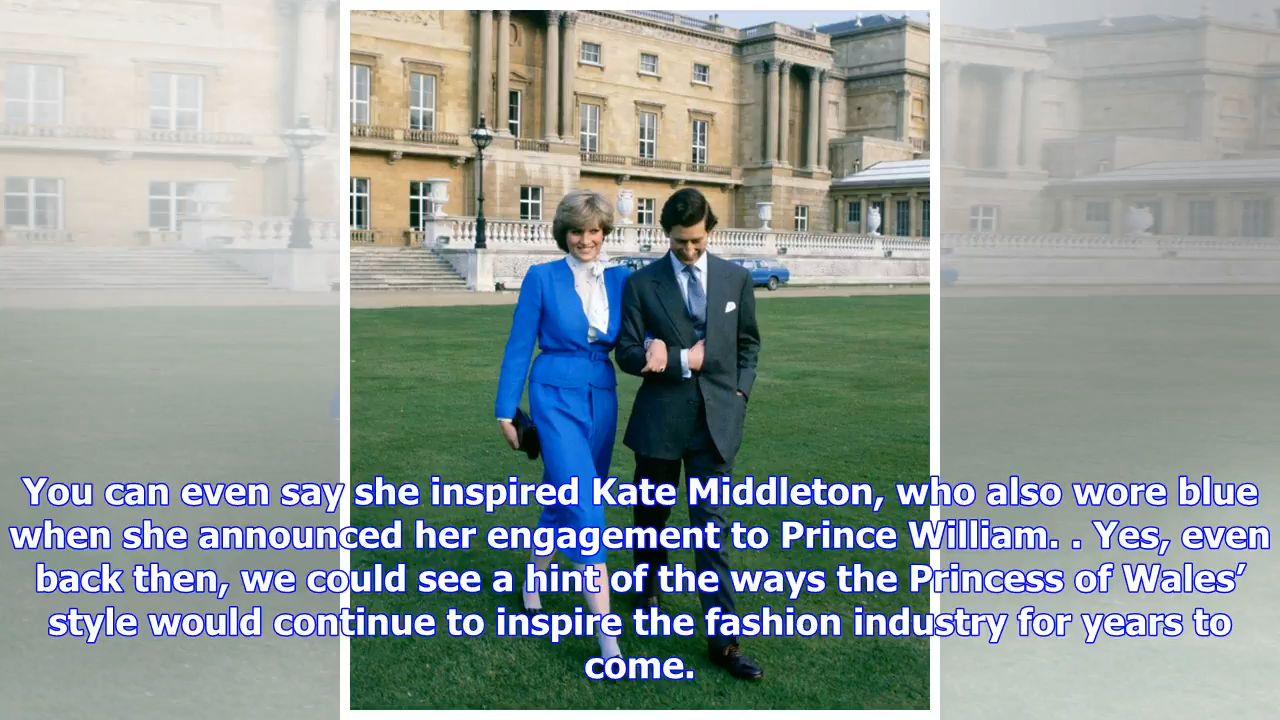 You can even say she inspired Kate Middleton, who also wore blue
when she announced her engagement to Prince William. . Yes, even
back then, we could see a hint of the ways the Princess of Wales’
style would continue to inspire the fashion industry for years to
come.